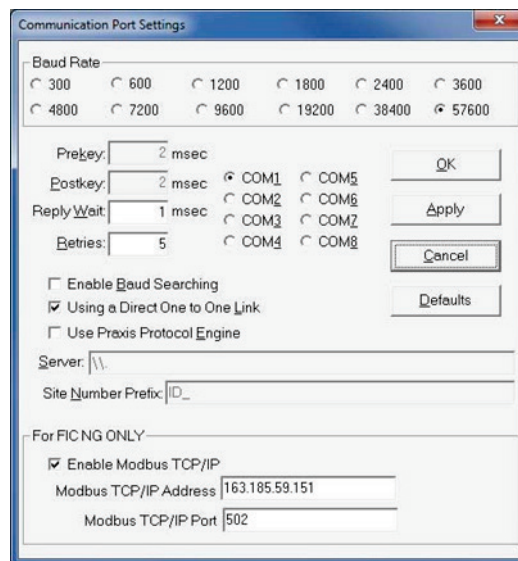 Communication Port Settings
x
Baud Rate
300 600 1200 1800 2400 3600
4800 7200 9600 19200 38400 57600
Prekey: 2 msec
Postkey: 2 msec
Reply Wait: 1 msec
Retries: 5
COM1 COM5
COM2 COM6
COM3 COM7
COM4 COM8
OK
Apply
Cancel
Defaults
Enable Baud Searching
Using a Direct One to One Link
Use Praxis Protocol Engine
Server: \\.
Site Number Prefix: ID_
For FIC NG ONLY
Enable Modbus TCP/IP
Modbus TCP/IP Address 163.185.59.151
Modbus TCP/IP Port 502